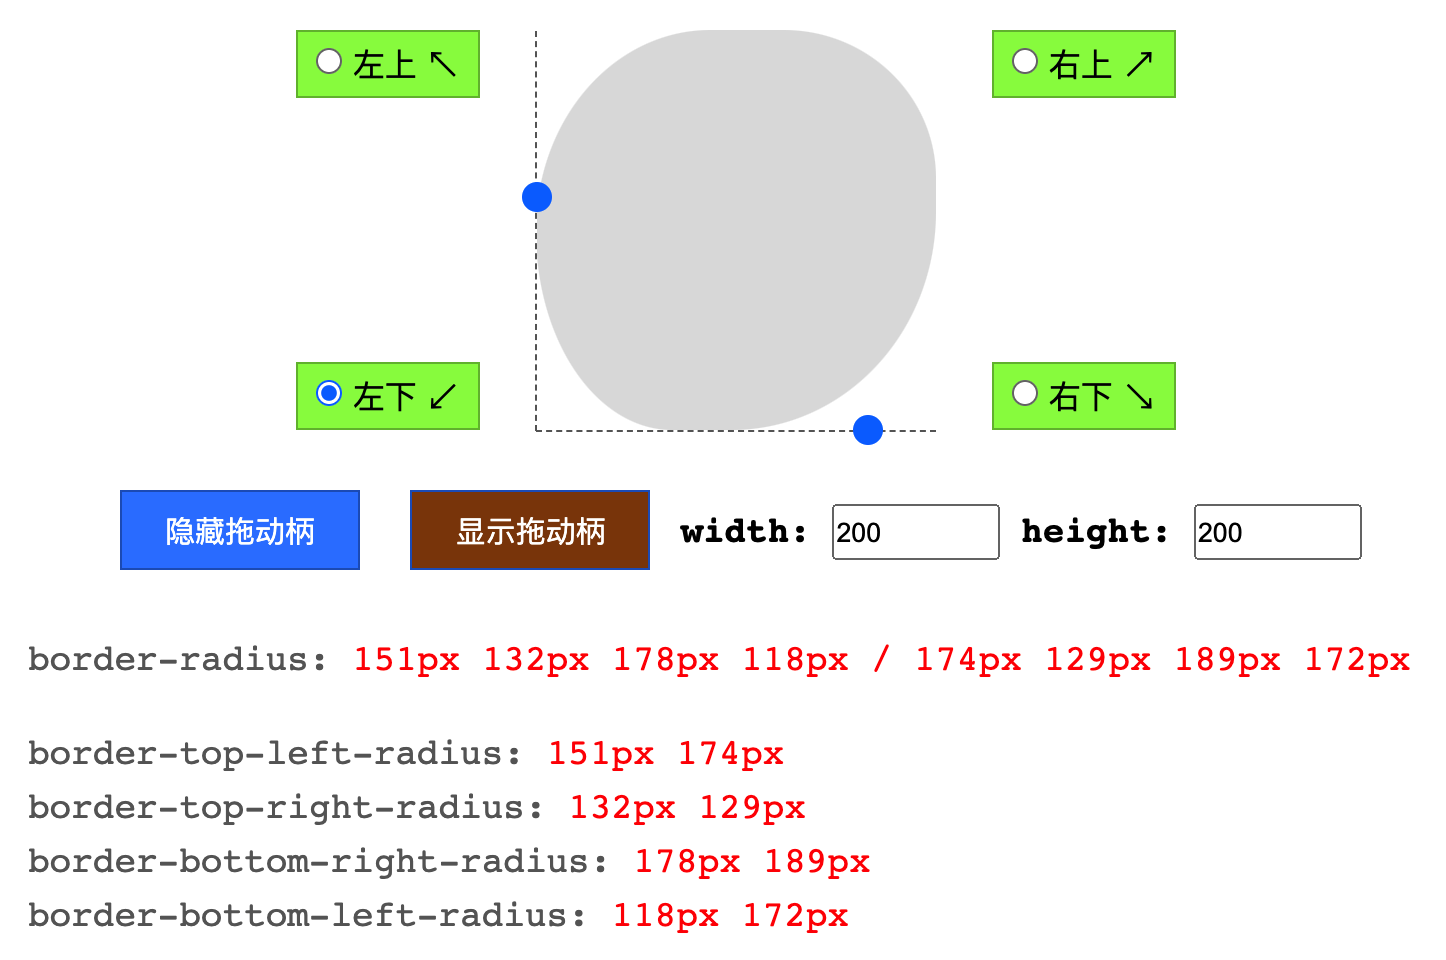 左上 ↖
右上 ↗
左下 ↙
右下 ↘
隐藏拖动柄 显示拖动柄 width: 200 height: 200
border-radius: 151px 132px 178px 118px / 174px 129px 189px 172px
border-top-left-radius: 151px 174px
border-top-right-radius: 132px 129px
border-bottom-right-radius: 178px 189px
border-bottom-left-radius: 118px 172px